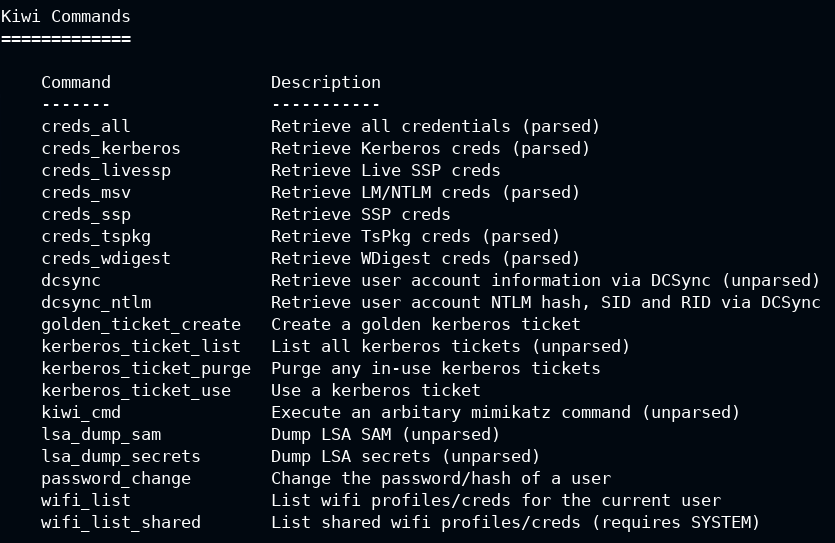 Kiwi Commands
=============
Command Description
------- -----------
creds_all Retrieve all credentials (parsed)
creds_kerberos Retrieve Kerberos creds (parsed)
creds_livessp Retrieve Live SSP creds
creds_msv Retrieve LM/NTLM creds (parsed)
creds_ssp Retrieve SSP creds
creds_tspkg Retrieve TsPkg creds (parsed)
creds_wdigest Retrieve WDigest creds (parsed)
dcsync Retrieve user account information via DCSync (unparsed)
dcsync_ntlm Retrieve user account NTLM hash, SID and RID via DCSync
golden_ticket_create Create a golden kerberos ticket
kerberos_ticket_list List all kerberos tickets (unparsed)
kerberos_ticket_purge Purge any in-use kerberos tickets
kerberos_ticket_use Use a kerberos ticket
kiwi_cmd Execute an arbitary mimikatz command (unparsed)
lsa_dump_sam Dump LSA SAM (unparsed)
lsa_dump_secrets Dump LSA secrets (unparsed)
password_change Change the password/hash of a user
wifi_list List wifi profiles/creds for the current user
wifi_list_shared List shared wifi profiles/creds (requires SYSTEM)